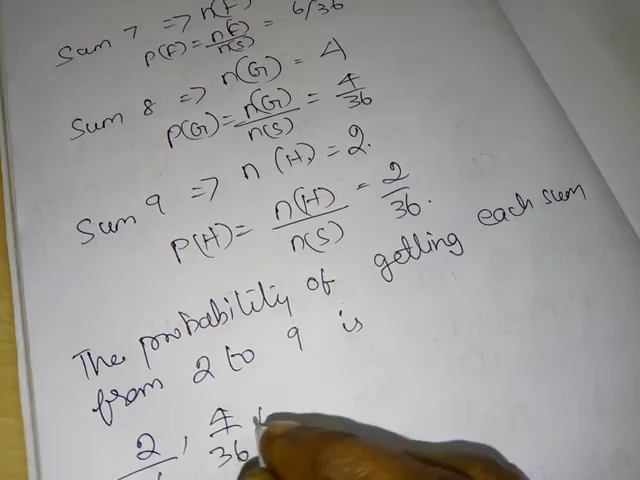 Sum 7 => n(F) = 6/36
P(F) = n(F)/n(S)
Sum 8 => n(G) = 4
P(G) = n(G)/n(S) = 4/36
Sum 9 => n(H) = 2.
P(H) = n(H)/n(S) = 2/36.
The probability of getting each sum
from 2 to 9 is
2 , 4/36